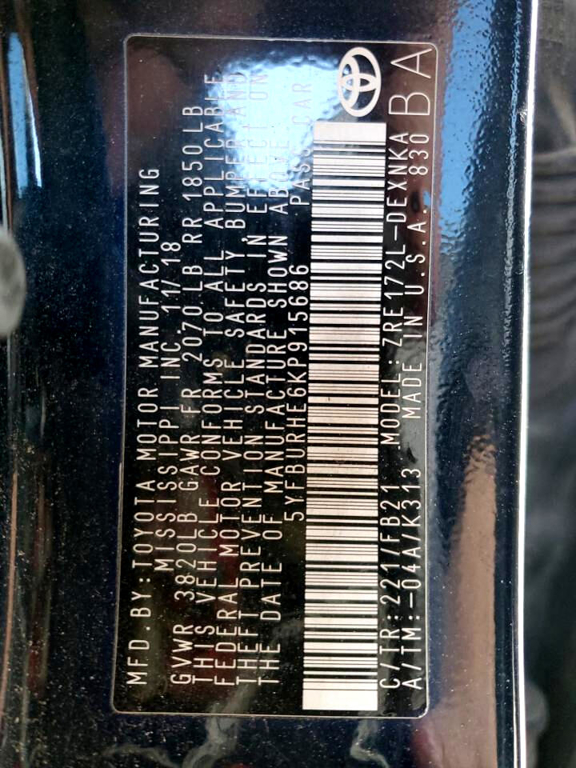 MFD.BY:TOYOTA MOTOR MANUFACTURING
MISSISSIPPI INC. 11/18
GVWR 3820LB GAWR FR 2070LB RR 1850LB
THIS VEHICLE CONFORMS TO ALL APPLICABLE
FEDERAL MOTOR VEHICLE SAFETY, BUMPER, AND
THEFT PREVENTION STANDARDS IN EFFECT ON
THE DATE OF MANUFACTURE SHOWN ABOVE.
5YFBURHE6KP915686 PASS. CAR
C/TR:221/FB21 MODEL ZRE172L-DEXNKA
A/TM:-04A/K313 MADE IN U.S.A. 830
BA